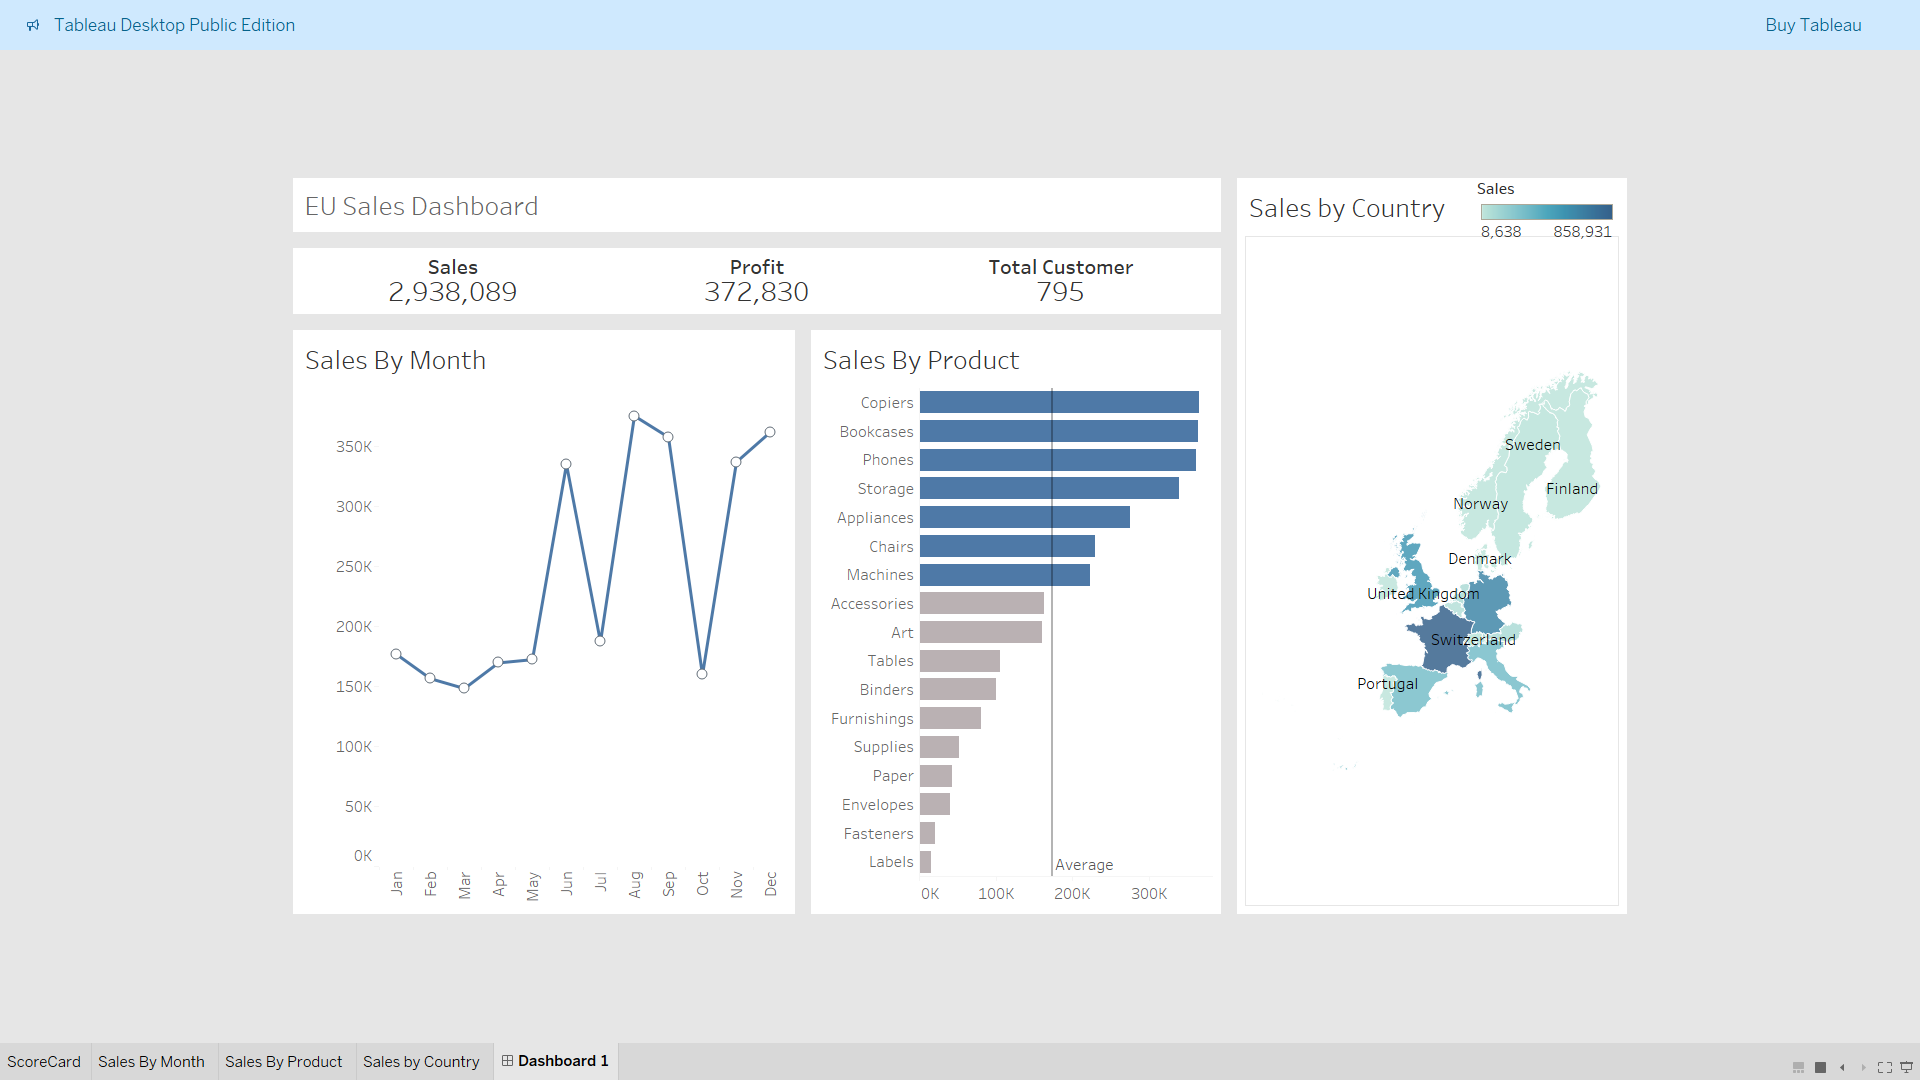 Tableau Desktop Public Edition
Buy Tableau
EU Sales Dashboard
Sales
2,938,089
Profit
372,830
Total Customer
795
Sales By Month
350K
300K
250K
200K
150K
100K
50K
0K
Jan
Feb
Mar
Apr
May
Jun
Jul
Aug
Sep
Oct
Nov
Dec
Sales By Product
Copiers
Bookcases
Phones
Storage
Appliances
Chairs
Machines
Accessories
Art
Tables
Binders
Furnishings
Supplies
Paper
Envelopes
Fasteners
Labels
Average
0K
100K
200K
300K
Sales by Country
Sales
8,638
858,931
Sweden
Finland
Norway
Denmark
United Kingdom
Switzerland
Portugal
ScoreCard
Sales By Month
Sales By Product
Sales by Country
Dashboard 1